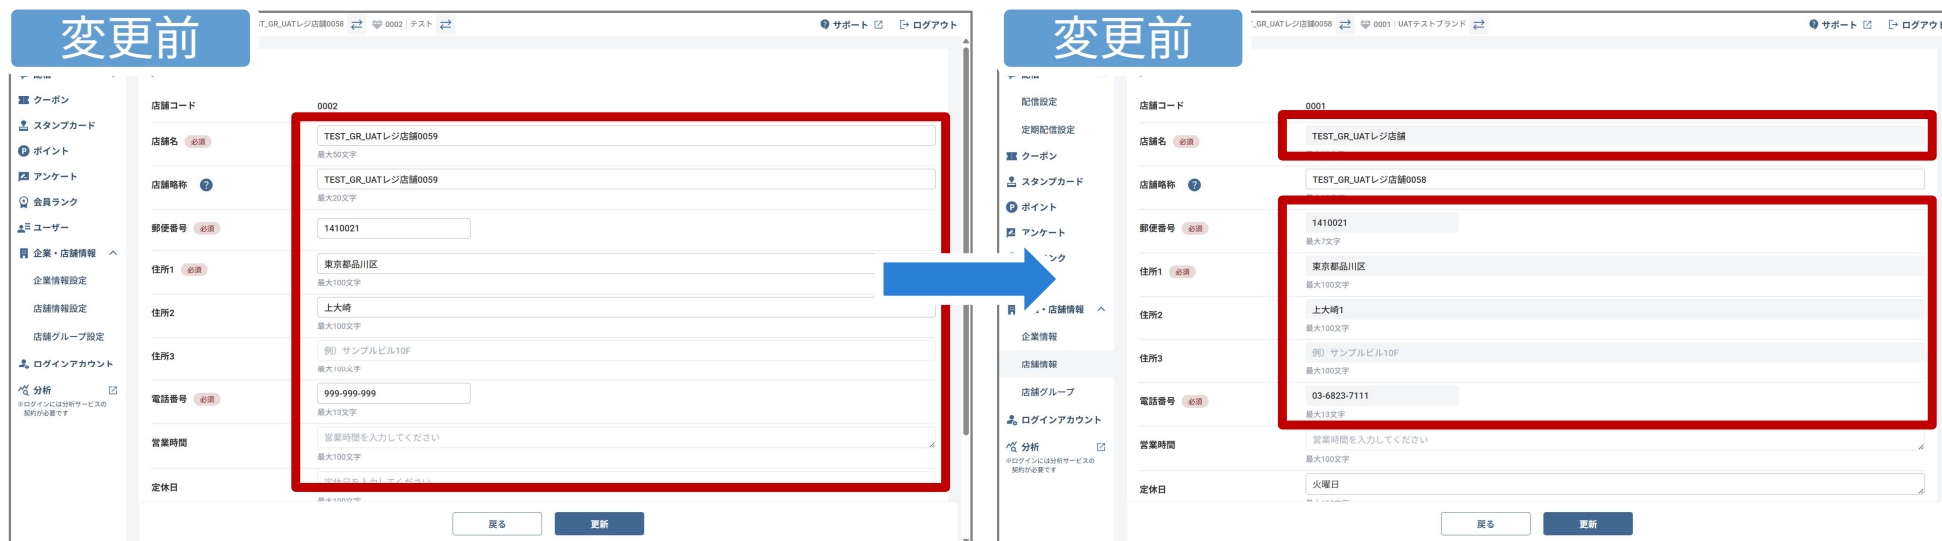 変更前
ST_GR_UATレジ店舗0058 0002 テスト サポート ログアウト
クーポン
スタンプカード
ポイント
アンケート
会員ランク
ユーザー
企業・店舗情報
企業情報設定
店舗情報設定
店舗グループ設定
ログインアカウント
分析
※ログインには分析サービスの
契約が必要です
店舗コード 0002
店舗名 必須 TEST_GR_UATレジ店舗0059
最大50文字
店舗略称 ? TEST_GR_UATレジ店舗0059
最大20文字
郵便番号 必須 1410021
住所1 必須 東京都品川区
最大100文字
住所2 上大崎
最大100文字
住所3 例）サンプルビル10F
最大100文字
電話番号 必須 999-999-999
最大13文字
営業時間 営業時間を入力してください
最大100文字
定休日 定休日を入力してください
最大100文字
戻る 更新
変更前
_GR_UATレジ店舗0058 0001 UATテストブランド サポート ログアウト
配信設定
定期配信設定
クーポン
スタンプカード
ポイント
アンケート
ンク
・店舗情報
企業情報
店舗情報
店舗グループ
ログインアカウント
分析
※ログインには分析サービスの
契約が必要です
店舗コード 0001
店舗名 必須 TEST_GR_UATレジ店舗
店舗略称 ? TEST_GR_UATレジ店舗0058
郵便番号 必須 1410021
最大7文字
住所1 必須 東京都品川区
最大100文字
住所2 上大崎1
最大100文字
住所3 例）サンプルビル10F
最大100文字
電話番号 必須 03-6823-7111
最大13文字
営業時間 営業時間を入力してください
最大100文字
定休日 火曜日
戻る 更新